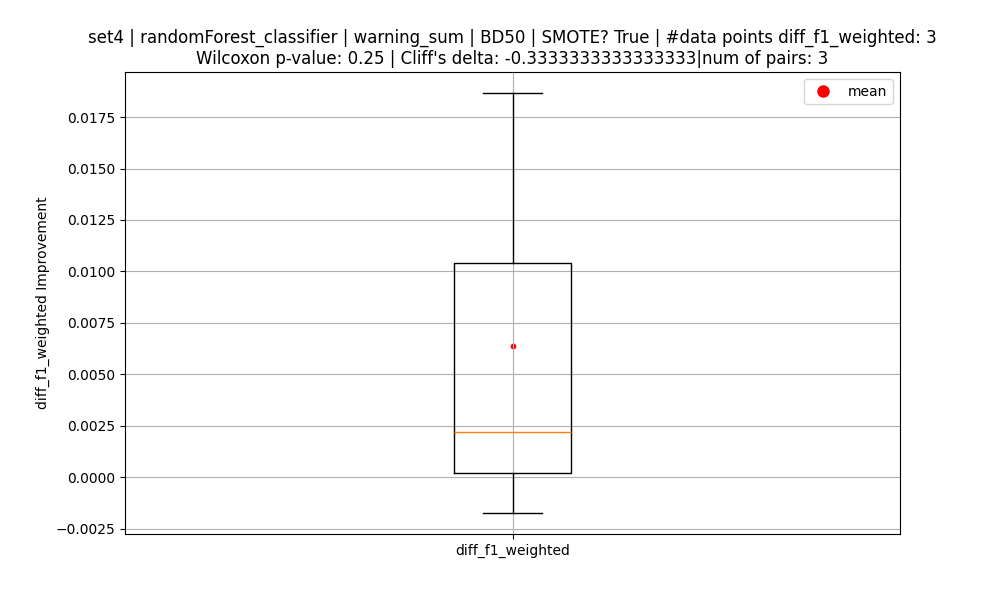 set4 | randomForest_classifier | warning_sum | BD50 | SMOTE? True | #data points diff_f1_weighted: 3
Wilcoxon p-value: 0.25 | Cliff's delta: -0.3333333333333333|num of pairs: 3
mean
0.0175
0.0150
0.0125
0.0100
0.0075
0.0050
0.0025
0.0000
−0.0025
diff_f1_weighted Improvement
diff_f1_weighted